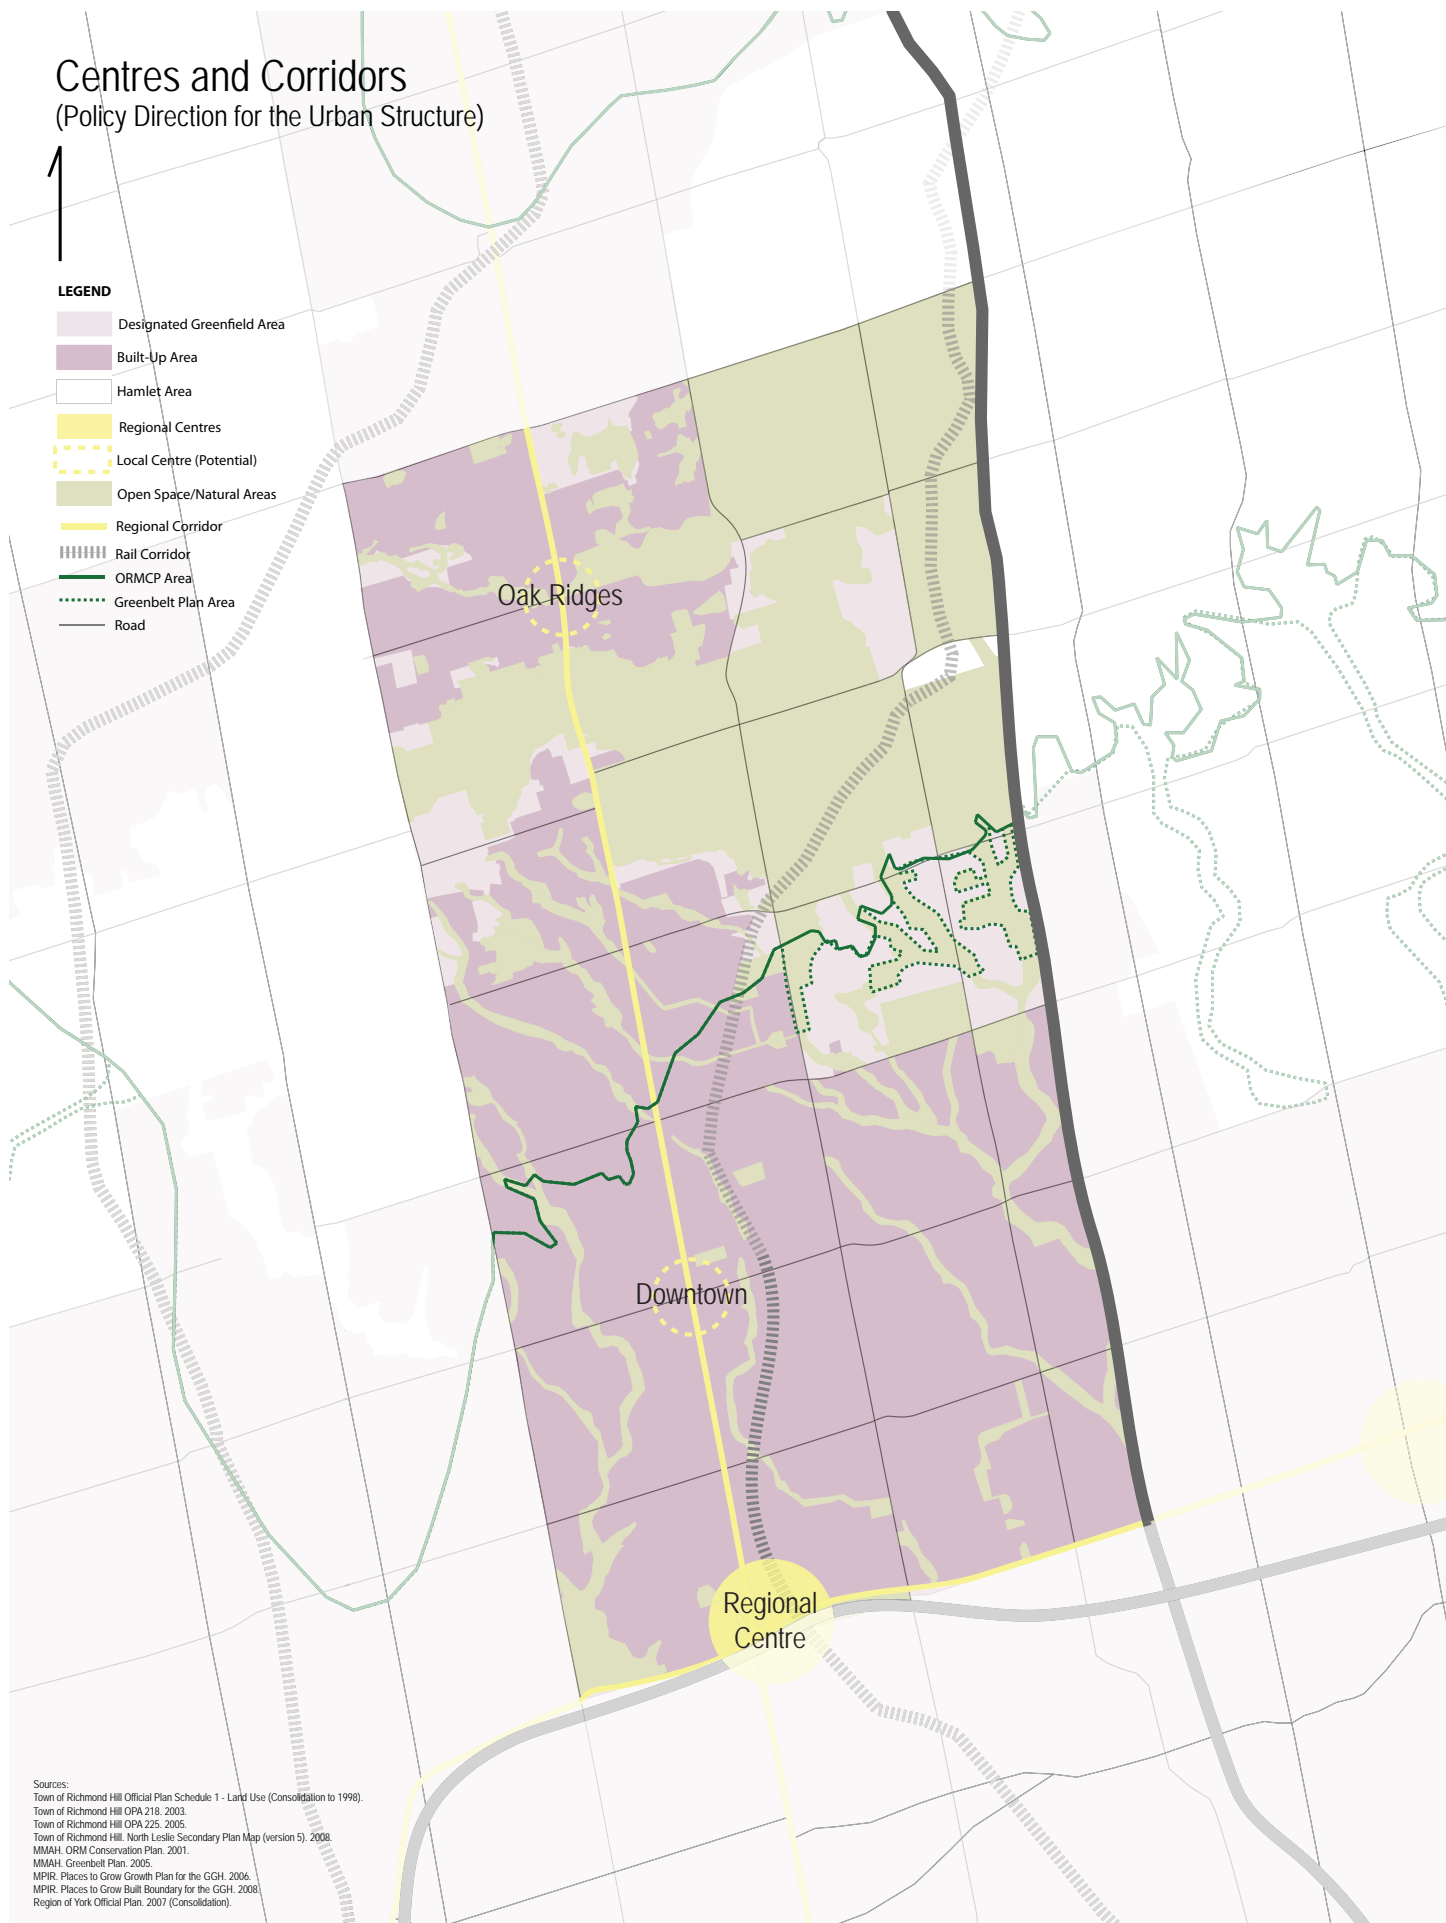 Centres and Corridors
(Policy Direction for the Urban Structure)
LEGEND
Designated Greenfield Area
Built-Up Area
Hamlet Area
Regional Centres
Local Centre (Potential)
Open Space/Natural Areas
Regional Corridor
Rail Corridor
ORMCP Area
Greenbelt Plan Area
Road
Oak Ridges
Downtown
Regional
Centre
Sources:
Town of Richmond Hill Official Plan Schedule 1 - Land Use (Consolidation to 1998).
Town of Richmond Hill OPA 218. 2003.
Town of Richmond Hill OPA 225. 2005.
Town of Richmond Hill. North Leslie Secondary Plan Map (version 5). 2008.
MMAH. ORM Conservation Plan. 2001.
MMAH. Greenbelt Plan. 2005.
MPIR. Places to Grow Growth Plan for the GGH. 2006.
MPIR. Places to Grow Built Boundary for the GGH. 2008.
Region of York Official Plan. 2007 (Consolidation).